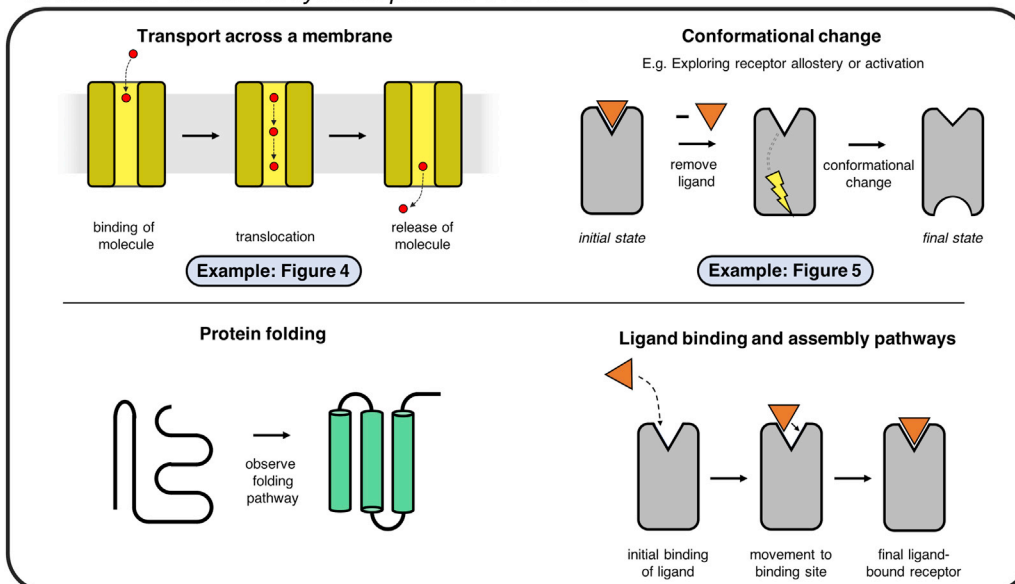 Transport across a membrane
binding of
molecule
translocation
release of
molecule
Example: Figure 4
Conformational change
E.g. Exploring receptor allostery or activation
remove
ligand
conformational
change
initial state
final state
Example: Figure 5
Protein folding
observe
folding
pathway
Ligand binding and assembly pathways
initial binding
of ligand
movement to
binding site
final ligand-
bound receptor